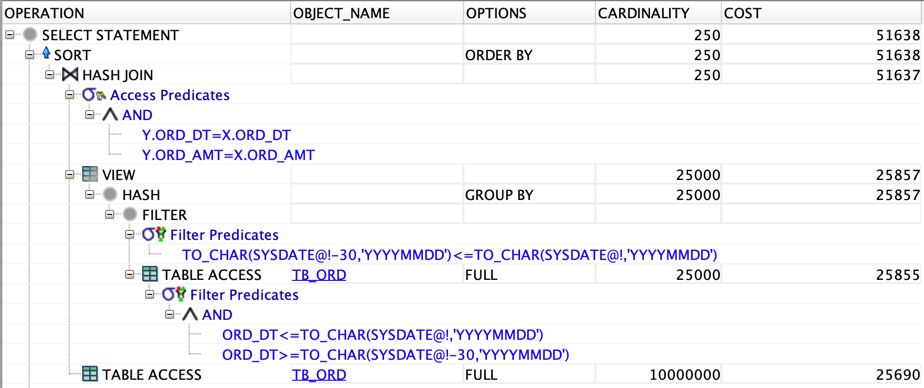 OPERATION OBJECT_NAME OPTIONS CARDINALITY COST
SELECT STATEMENT 250 51638
SORT ORDER BY 250 51638
HASH JOIN 250 51637
Access Predicates
AND
Y.ORD_DT=X.ORD_DT
Y.ORD_AMT=X.ORD_AMT
VIEW 25000 25857
HASH GROUP BY 25000 25857
FILTER
Filter Predicates
TO_CHAR(SYSDATE@!-30,'YYYYMMDD')<=TO_CHAR(SYSDATE@!,'YYYYMMDD')
TABLE ACCESS TB_ORD FULL 25000 25855
Filter Predicates
AND
ORD_DT<=TO_CHAR(SYSDATE@!,'YYYYMMDD')
ORD_DT>=TO_CHAR(SYSDATE@!-30,'YYYYMMDD')
TABLE ACCESS TB_ORD FULL 10000000 25690